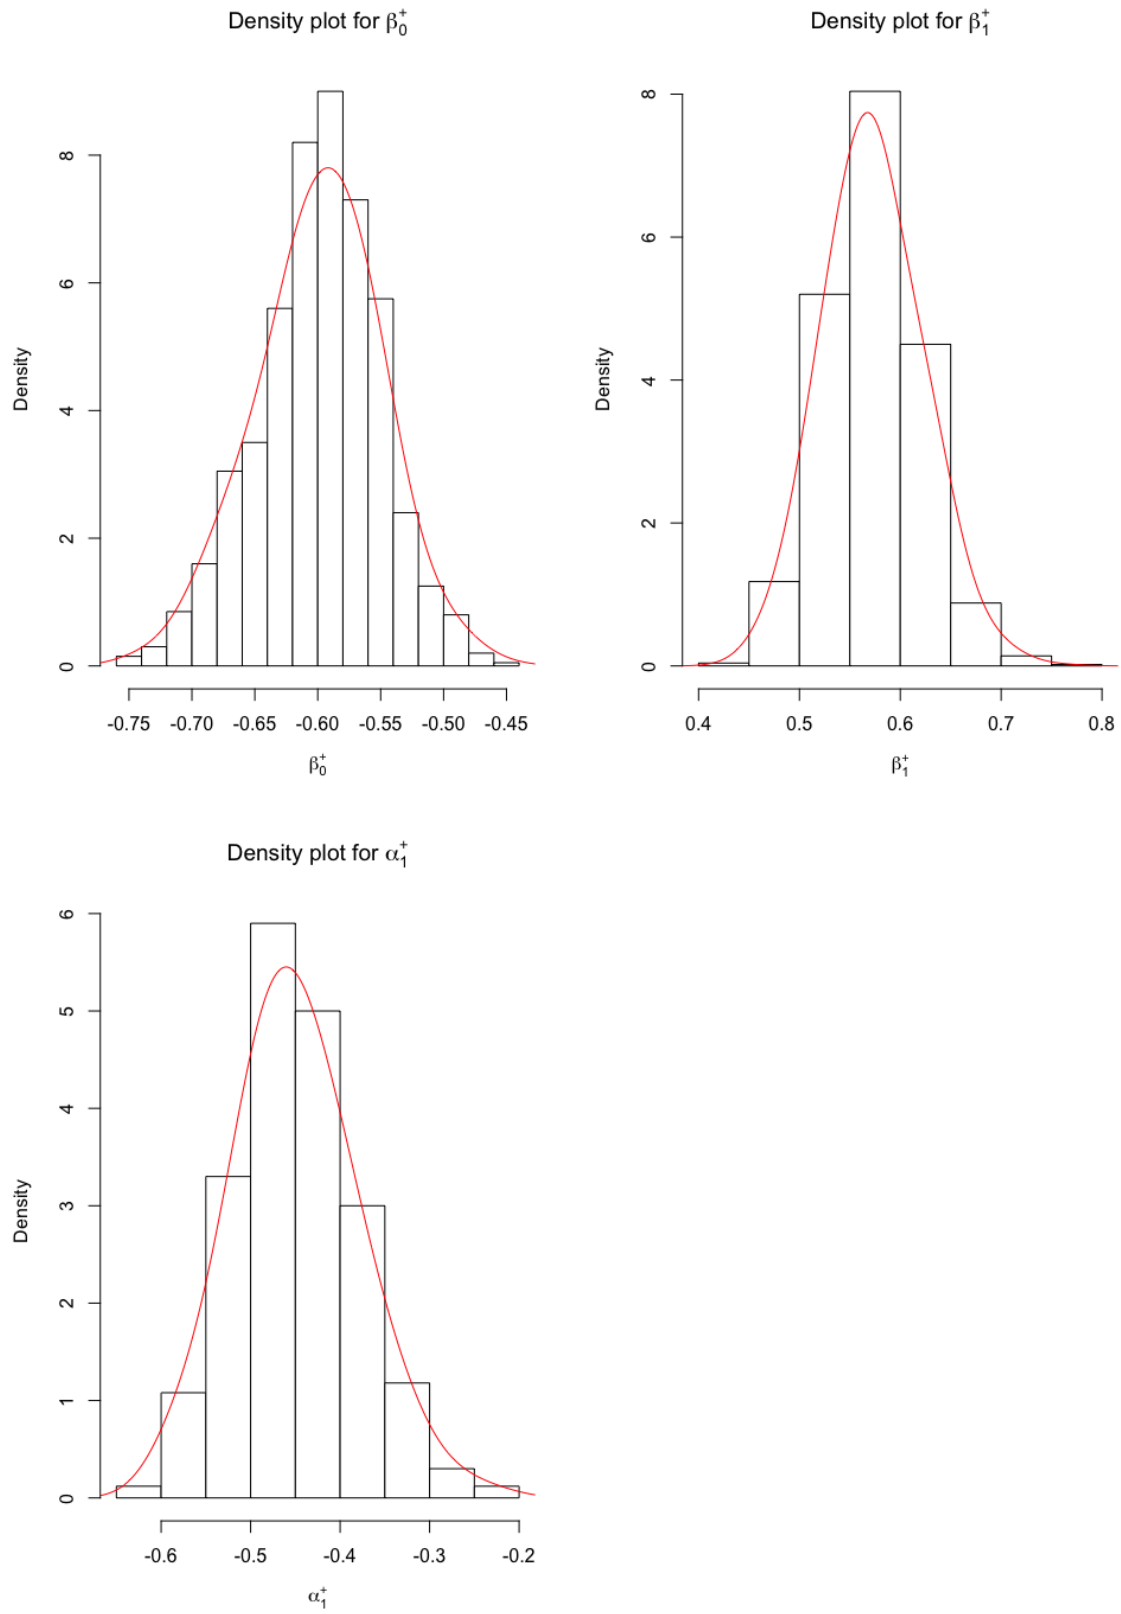 Density plot for β₀⁺
Density
0 2 4 6 8
-0.75 -0.70 -0.65 -0.60 -0.55 -0.50 -0.45
β₀⁺
Density plot for β₁⁺
Density
0 2 4 6 8
0.4 0.5 0.6 0.7 0.8
β₁⁺
Density plot for α₁⁺
Density
0 1 2 3 4 5 6
-0.6 -0.5 -0.4 -0.3 -0.2
α₁⁺